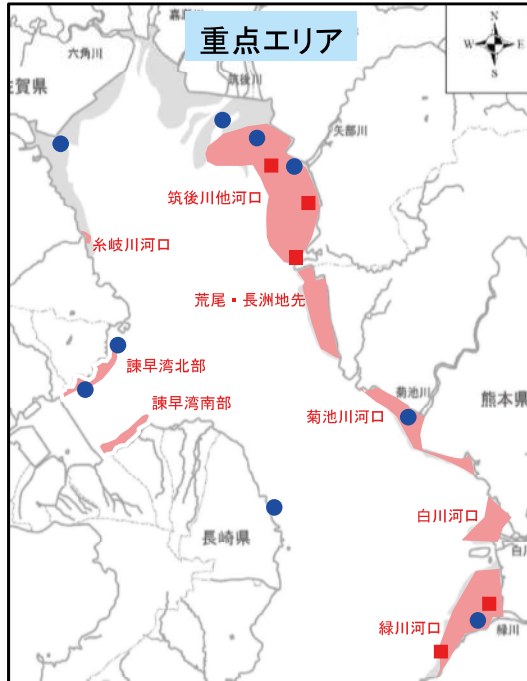 重点エリア
N
W E
S
六角川
筑後川
矢部川
筑後川他河口
糸岐川河口
荒尾・長洲地先
諫早湾北部
菊池川
菊池川河口
熊本県
諫早湾南部
長崎県
白川河口
緑川河口
緑川